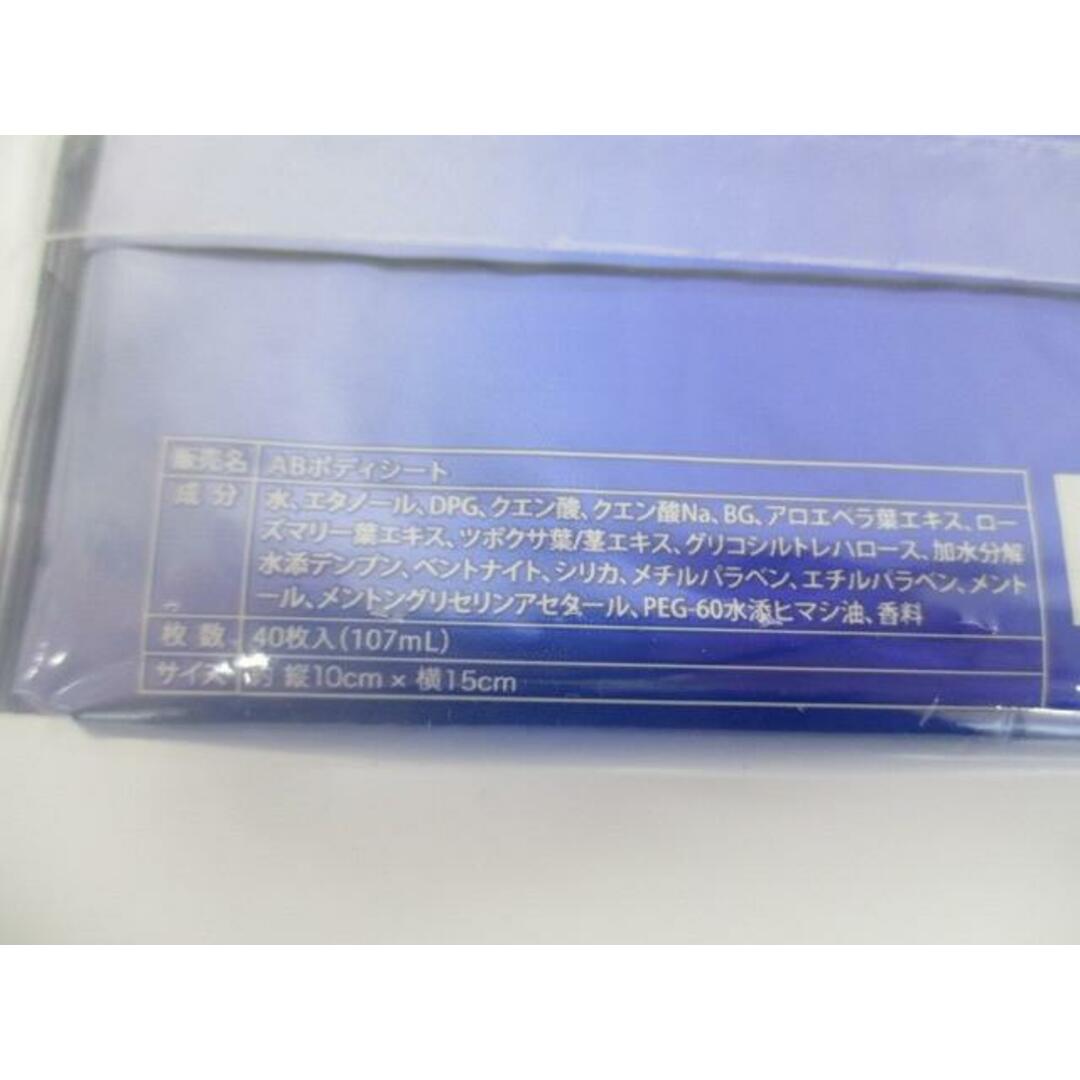 販売名 ABボディシート
成分 水、エタノール、DPG、クエン酸、クエン酸Na、BG、アロエベラ葉エキス、ロー
ズマリー葉エキス、ツボクサ葉/茎エキス、グリコシルトレハロース、加水分解
水添デンプン、ベントナイト、シリカ、メチルパラベン、エチルパラベン、メント
ール、メントングリセリンアセタール、PEG-60水添ヒマシ油、香料
枚数 40枚入(107mL)
サイズ 約 縦10cm × 横15cm